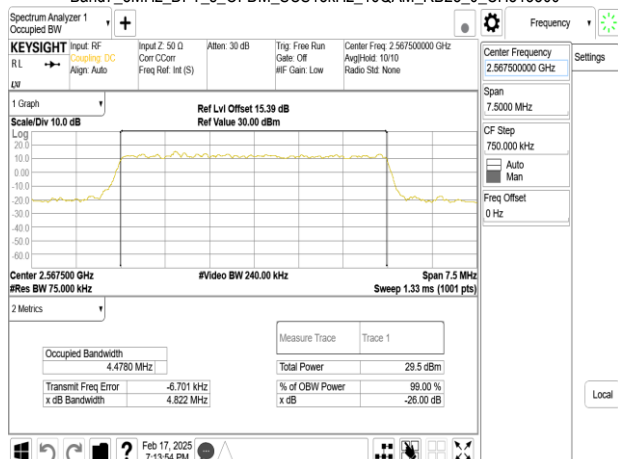 Spectrum Analyzer 1
Occupied BW
+
Frequency
KEYSIGHT
RL
Input: RF
Coupling: DC
Align: Auto
Input Z: 50 Ω
Corr CCorr
Freq Ref: Int (S)
Atten: 30 dB
Trig: Free Run
Gate: Off
#IF Gain: Low
Center Freq: 2.567500000 GHz
Avg|Hold: 10/10
Radio Std: None
Center Frequency
2.567500000 GHz
Settings
Span
7.5000 MHz
CF Step
750.000 kHz
Auto
Man
Freq Offset
0 Hz
Local
1 Graph
Scale/Div 10.0 dB
Ref Lvl Offset 15.39 dB
Ref Value 30.00 dBm
Log
20.0
10.0
0.00
-10.0
-20.0
-30.0
-40.0
-50.0
-60.0
Center 2.567500 GHz
#Res BW 75.000 kHz
#Video BW 240.00 kHz
Span 7.5 MHz
Sweep 1.33 ms (1001 pts)
2 Metrics
Occupied Bandwidth
4.4780 MHz
Transmit Freq Error -6.701 kHz
x dB Bandwidth 4.822 MHz
Measure Trace Trace 1
Total Power 29.5 dBm
% of OBW Power 99.00 %
x dB -26.00 dB
?
Feb 17, 2025
7:13:54 PM